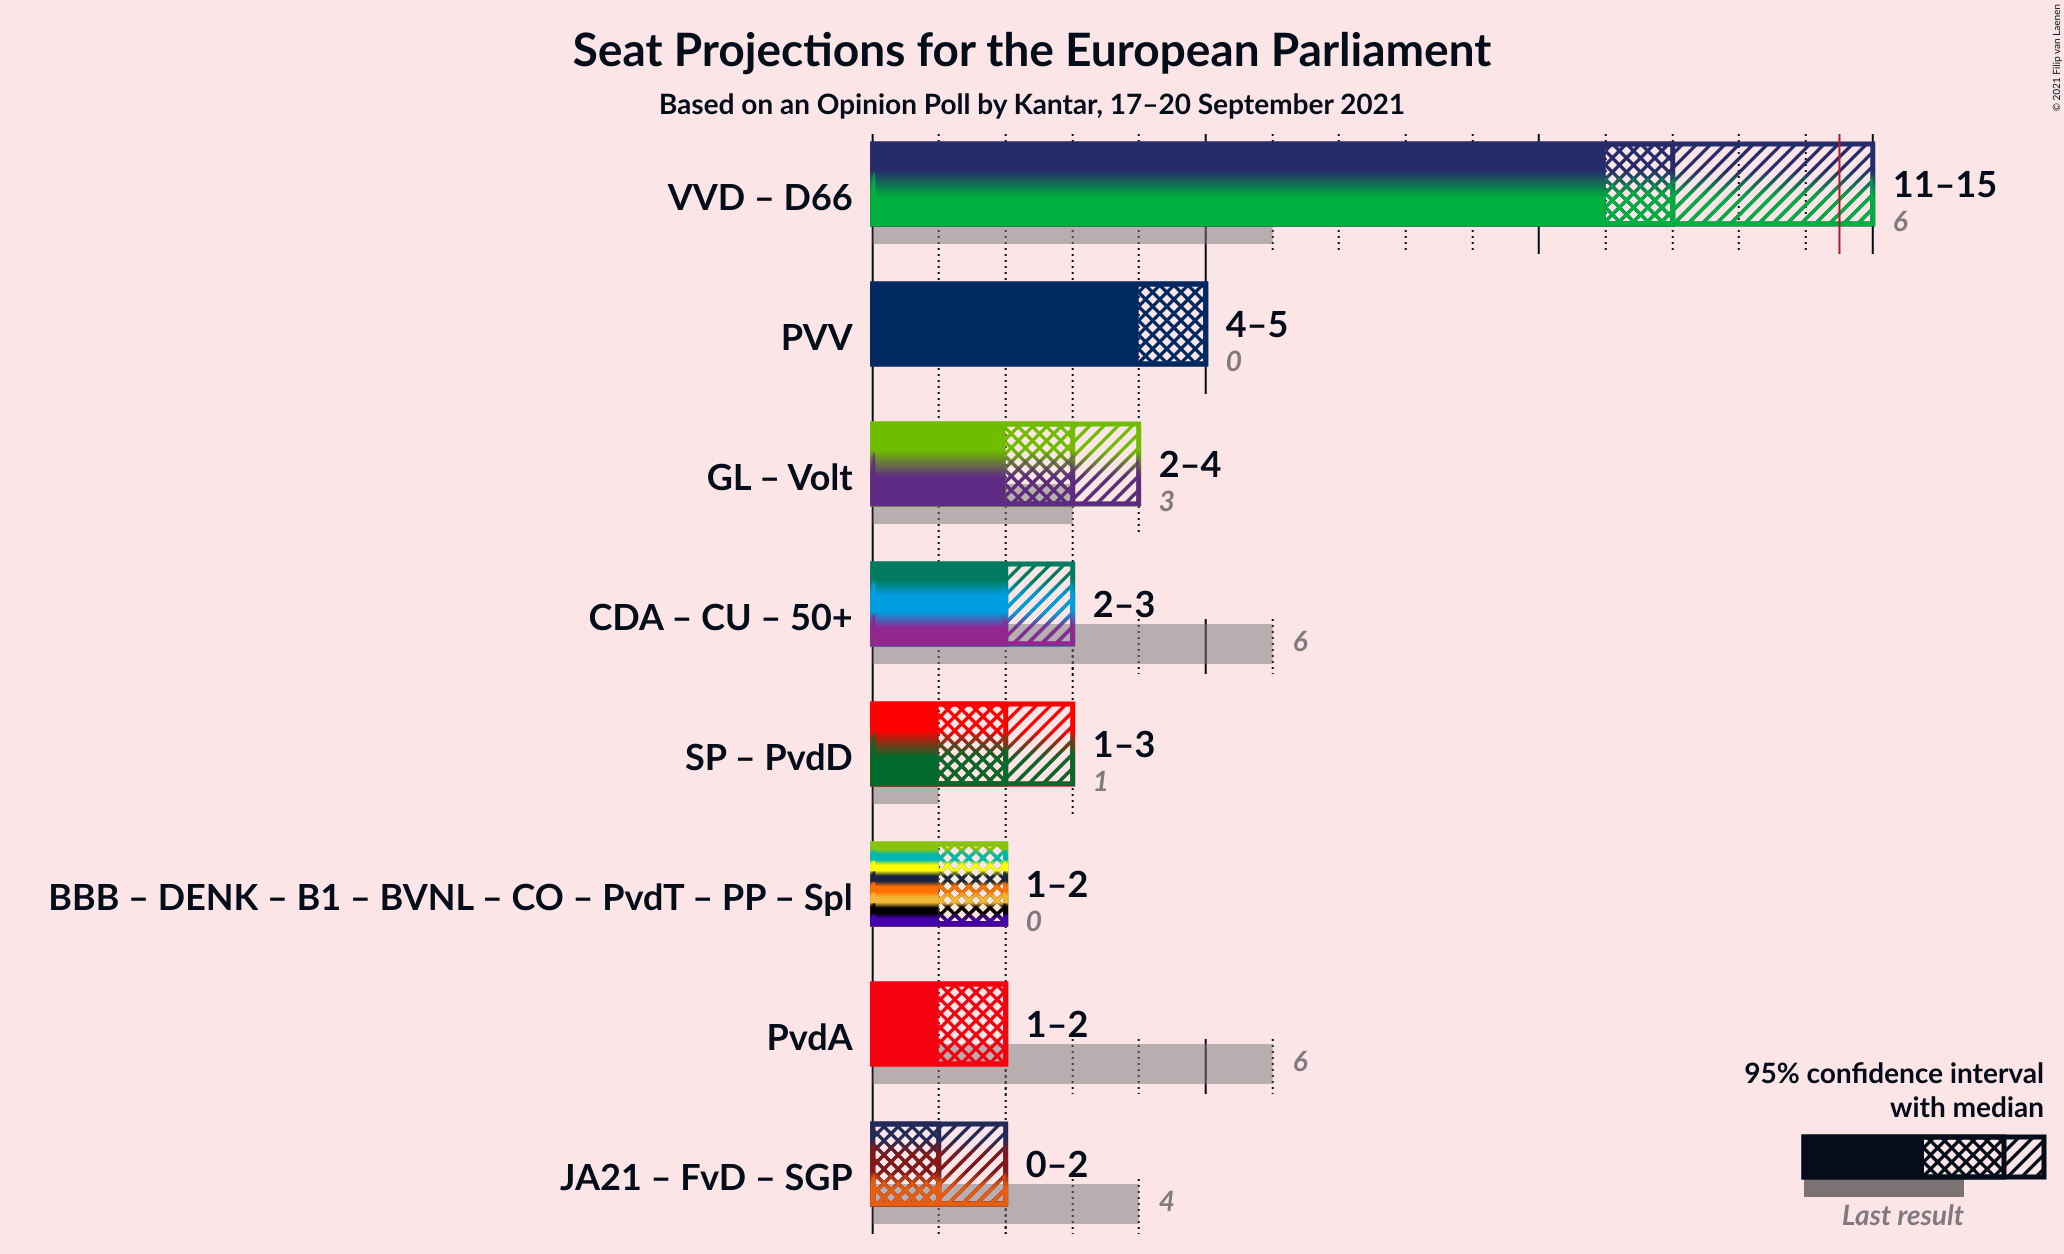 Seat Projections for the European Parliament
Based on an Opinion Poll by Kantar, 17–20 September 2021
© 2021 Filip van Laenen
VVD – D66
11–15
6
PVV
4–5
0
GL – Volt
2–4
3
CDA – CU – 50+
2–3
6
SP – PvdD
1–3
1
BBB – DENK – B1 – BVNL – CO – PvdT – PP – Spl
1–2
0
PvdA
1–2
6
JA21 – FvD – SGP
0–2
4
95% confidence interval
with median
Last result